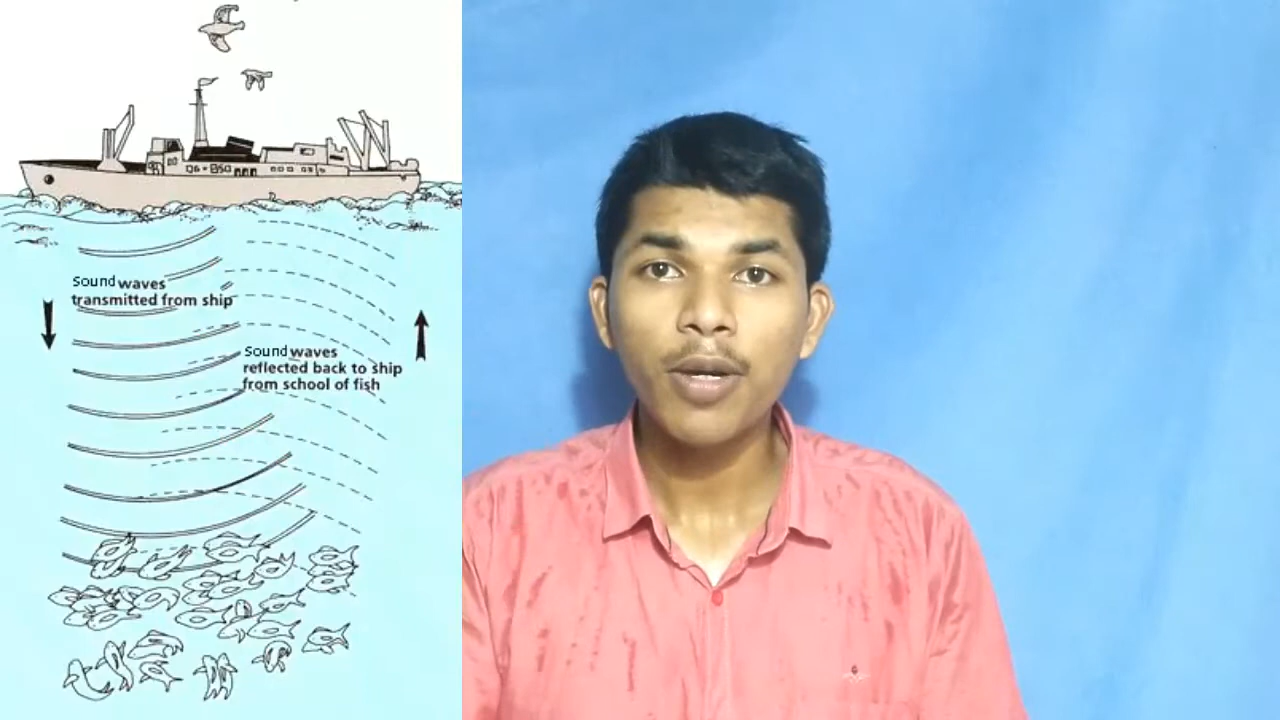 Sound waves
transmitted from ship
Sound waves
reflected back to ship
from school of fish